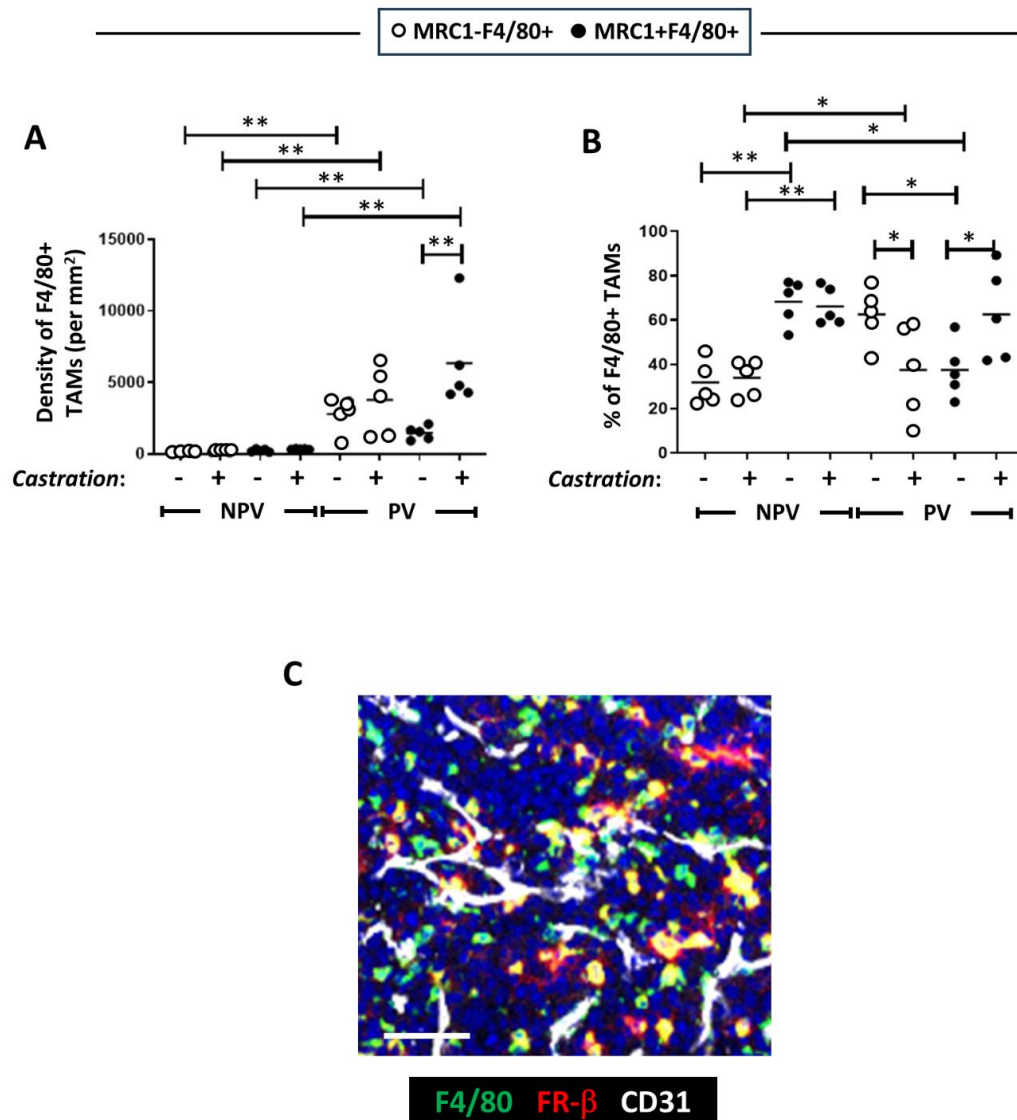 MRC1-F4/80+ MRC1+F4/80+
A
**
**
**
**
**
Density of F4/80+
TAMs (per mm²)
15000
10000
5000
0
Castration: - + - + - + - +
NPV PV
B
*
*
**
**
*
*
*
% of F4/80+ TAMs
100
80
60
40
20
0
Castration: - + - + - + - +
NPV PV
C
F4/80 FR-β CD31